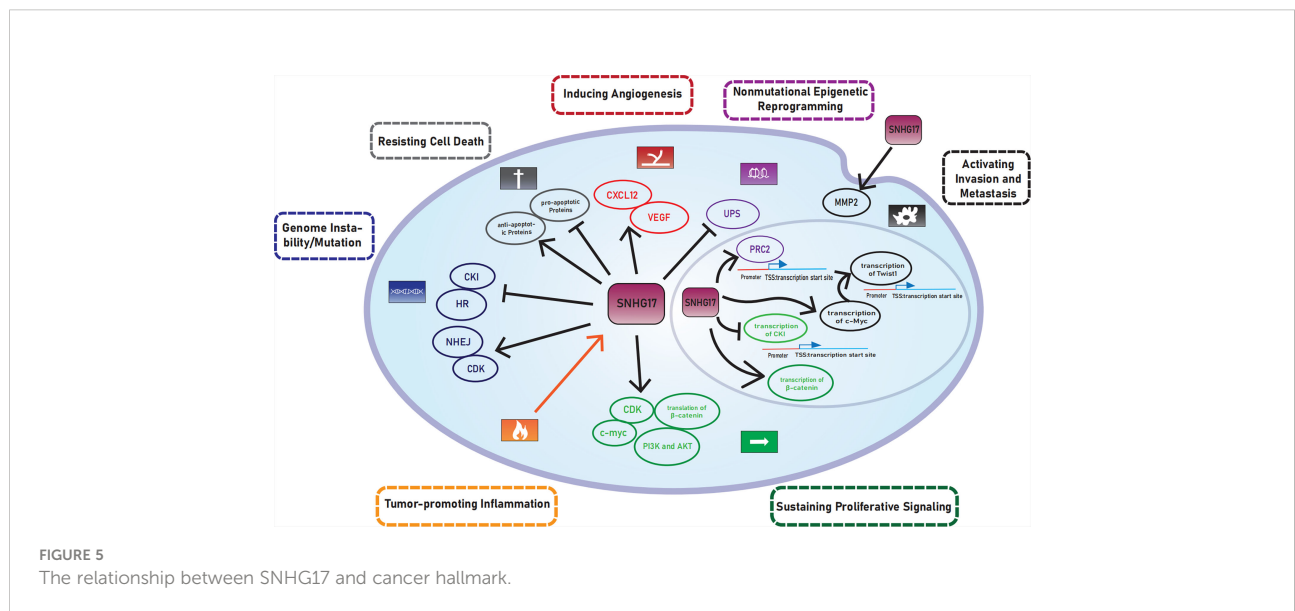 Inducing Angiogenesis
Nonmutational Epigenetic
Reprogramming
Resisting Cell Death
SNHG17
Activating
Invasion and
Metastasis
pro-apoptotic
Proteins
anti-apoptot-
ic Proteins
CXCL12
VEGF
UPS
MMP2
Genome Insta-
bility/Mutation
PRC2
Promoter TSS:transcription start site
transcription
of Twist1
Promoter TSS:transcription start site
CKI
HR
SNHG17
SNHG17
transcription
of c-Myc
transcription
of CKI
Promoter TSS:transcription start site
NHEJ
CDK
transcription of
β-catenin
CDK
translation of
β-catenin
c-myc
PI3K and AKT
Tumor-promoting Inflammation
Sustaining Proliferative Signaling
FIGURE 5
The relationship between SNHG17 and cancer hallmark.